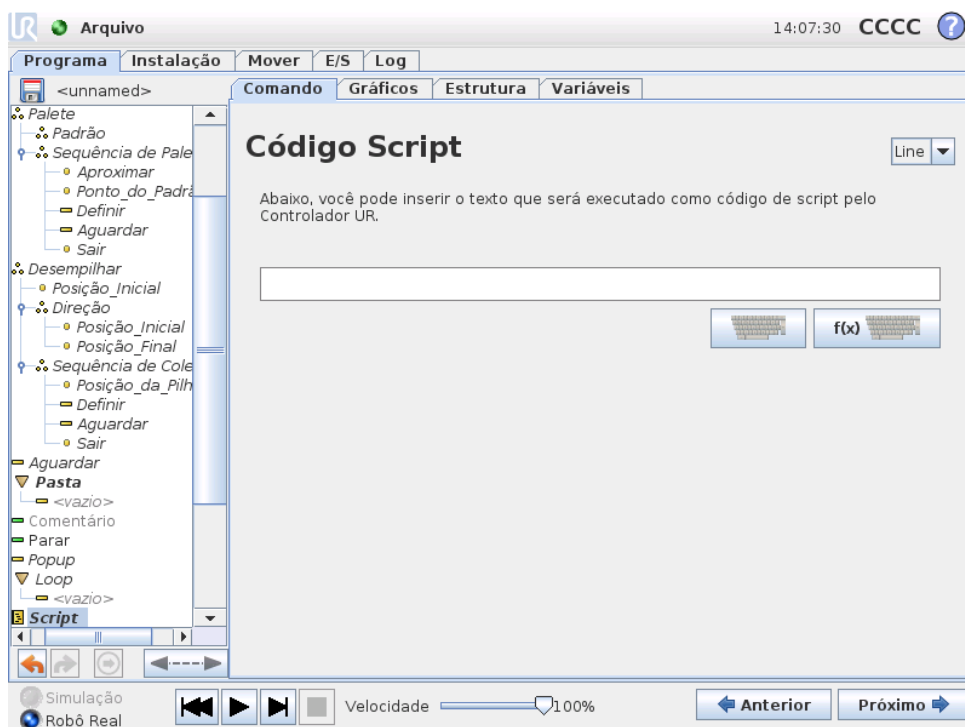 UR Arquivo 14:07:30 CCCC ?
Programa Instalação Mover E/S Log
<unnamed>
Comando Gráficos Estrutura Variáveis
Palete
Padrão
Sequência de Pale
Aproximar
Ponto_do_Padrã
Definir
Aguardar
Sair
Desempilhar
Posição_Inicial
Direção
Posição_Inicial
Posição_Final
Sequência de Cole
Posição_da_Pilh
Definir
Aguardar
Sair
Aguardar
Pasta
<vazio>
Comentário
Parar
Popup
Loop
<vazio>
Script
Código Script
Line
Abaixo, você pode inserir o texto que será executado como código de script pelo
Controlador UR.
f(x)
Simulação
Robô Real
Velocidade 100%
Anterior Próximo